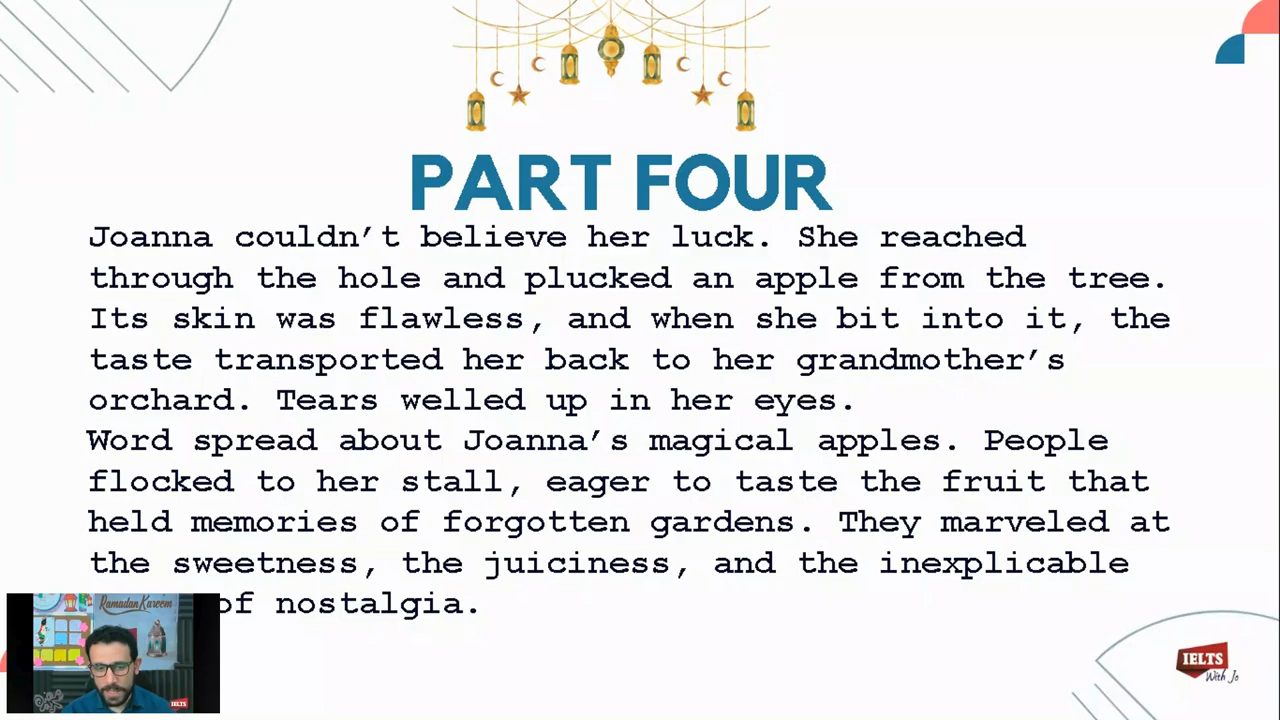 PART FOUR
Joanna couldn’t believe her luck. She reached
through the hole and plucked an apple from the tree.
Its skin was flawless, and when she bit into it, the
taste transported her back to her grandmother’s
orchard. Tears welled up in her eyes.
Word spread about Joanna’s magical apples. People
flocked to her stall, eager to taste the fruit that
held memories of forgotten gardens. They marveled at
the sweetness, the juiciness, and the inexplicable
of nostalgia.
Ramadan Kareem
IELTS
IELTS
With Jo